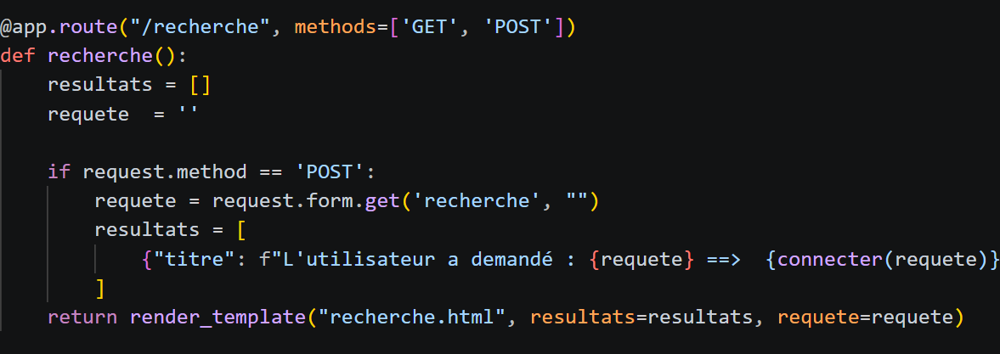 @app.route("/recherche", methods=['GET', 'POST'])
def recherche():
    resultats = []
    requete  = ''
    if request.method == 'POST':
        requete = request.form.get('recherche', "")
        resultats = [
            {"titre": f"L'utilisateur a demandé : {requete} ==>  {connecter(requete)}
        ]
    return render_template("recherche.html", resultats=resultats, requete=requete)